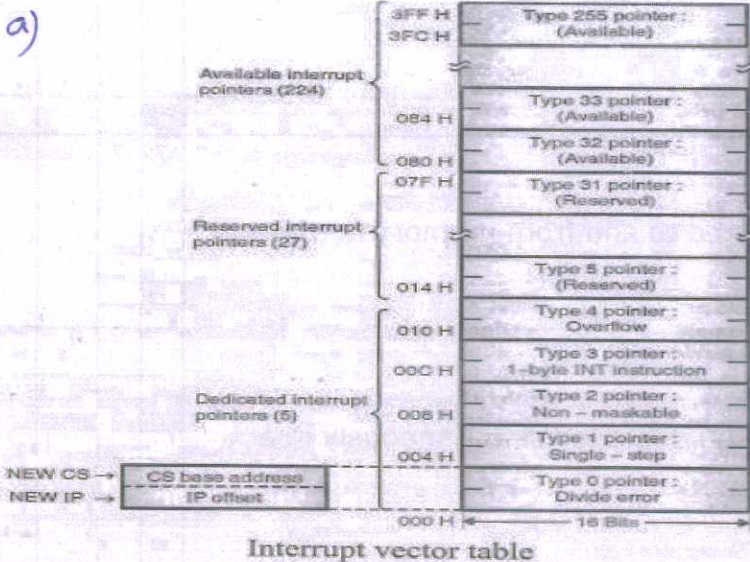 a)
3FF H
Type 255 pointer :
(Available)
3FC H
Available interrupt
pointers (224)
Type 33 pointer :
(Available)
084 H
Type 32 pointer :
(Available)
080 H
07F H
Type 31 pointer :
(Reserved)
Reserved interrupt
pointers (27)
Type 5 pointer :
(Reserved)
014 H
Type 4 pointer :
Overflow
010 H
Type 3 pointer :
1-byte INT instruction
00C H
Dedicated interrupt
pointers (5)
Type 2 pointer :
Non - maskable
008 H
Type 1 pointer :
Single - step
004 H
NEW CS
CS base address
NEW IP
IP offset
Type 0 pointer :
Divide error
000 H
16 Bits
Interrupt vector table